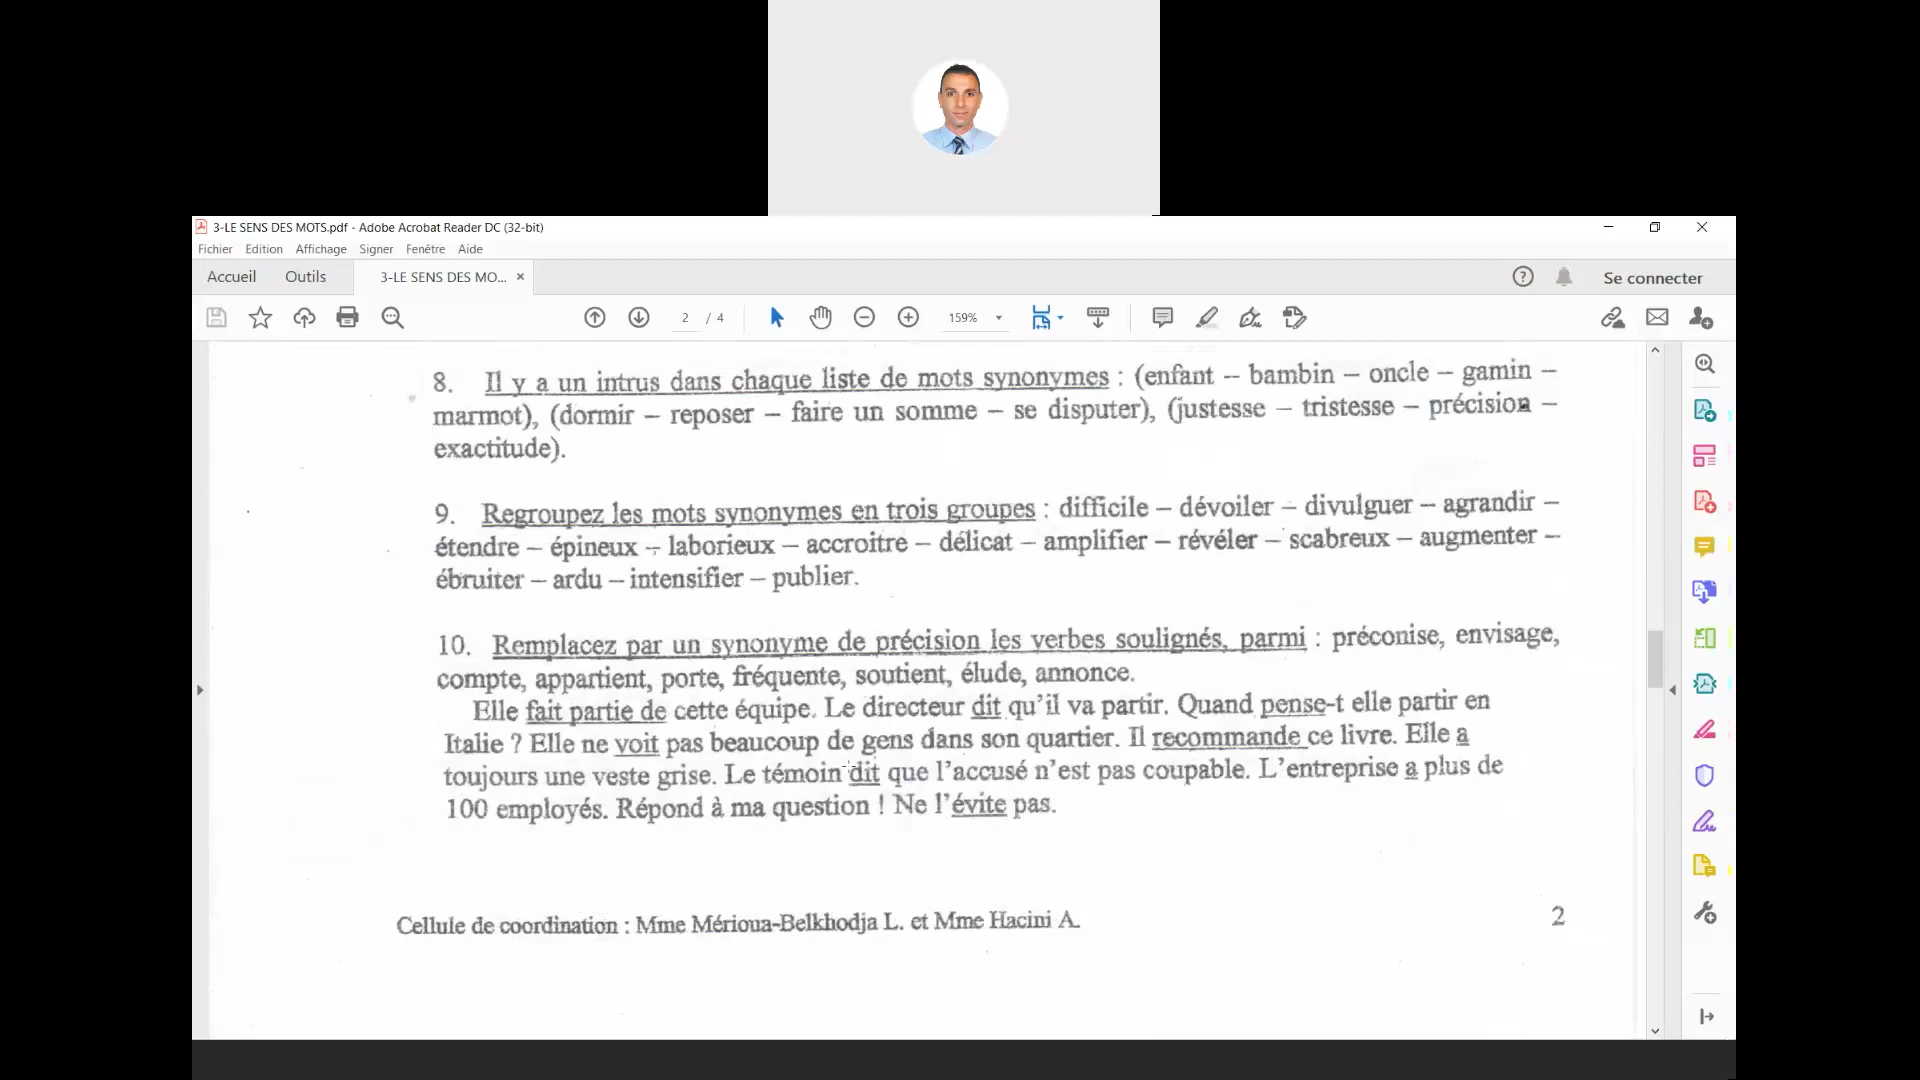 3-LE SENS DES MOTS.pdf - Adobe Acrobat Reader DC (32-bit)
Fichier Edition Affichage Signer Fenêtre Aide
Accueil Outils 3-LE SENS DES MO... × Se connecter
2 / 4 159%
8. Il y a un intrus dans chaque liste de mots synonymes : (enfant – bambin – oncle – gamin –
marmot), (dormir – reposer – faire un somme – se disputer), (justesse – tristesse – précision –
exactitude).
9. Regroupez les mots synonymes en trois groupes : difficile – dévoiler – divulguer – agrandir –
étendre – épineux – laborieux – accroitre – délicat – amplifier – révéler – scabreux – augmenter –
ébruiter – ardu – intensifier – publier.
10. Remplacez par un synonyme de précision les verbes soulignés, parmi : préconise, envisage,
compte, appartient, porte, fréquente, soutient, élude, annonce.
Elle fait partie de cette équipe. Le directeur dit qu'il va partir. Quand pense-t elle partir en
Italie ? Elle ne voit pas beaucoup de gens dans son quartier. Il recommande ce livre. Elle a
toujours une veste grise. Le témoin dit que l'accusé n'est pas coupable. L'entreprise a plus de
100 employés. Répond à ma question ! Ne l'évite pas.
Cellule de coordination : Mme Mérioua-Belkhodja L. et Mme Hacini A.
2